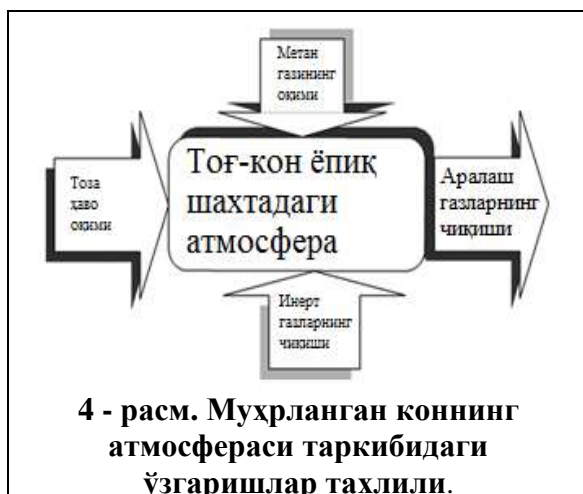 Метан
газининг
оқими
Тоза
ҳаво
оқими
Тоғ-кон ёпиқ
шахтадаги
атмосфера
Аралаш
газларнинг
чиқиши
Инерт
газларнинг
чиқиши
4 - расм. Муҳрланган коннинг
атмосфераси таркибидаги
ўзгаришлар таҳлили.